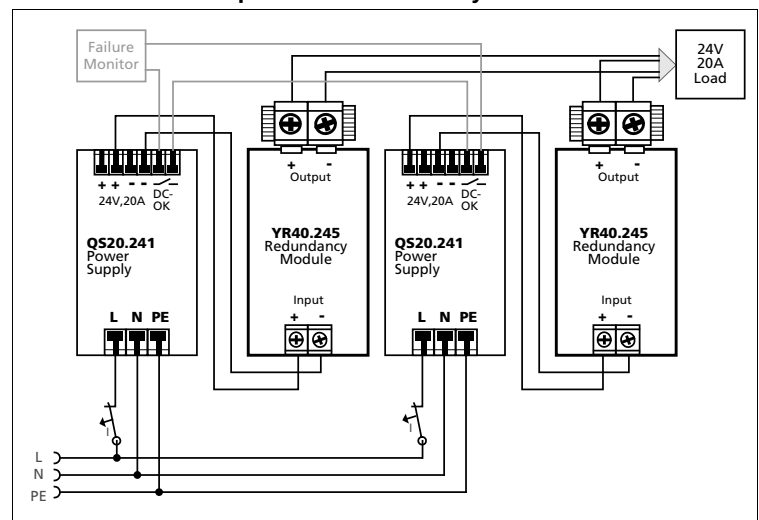 Failure
Monitor
24V
20A
Load
+ + - -
24V,20A
DC-
OK
QS20.241
Power
Supply
L N PE
+ -
Output
YR40.245
Redundancy
Module
Input
+ -
+ + - -
24V,20A
DC-
OK
QS20.241
Power
Supply
L N PE
+ -
Output
YR40.245
Redundancy
Module
Input
+ -
I
I
L
N
PE